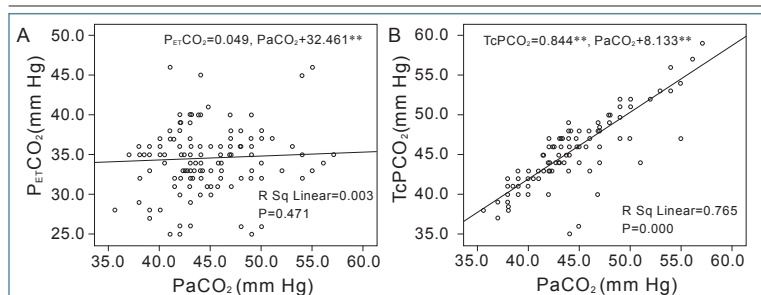 A
P_ETCO₂=0.049, PaCO₂+32.461**
50.0
45.0
40.0
35.0
30.0
25.0
P_ETCO₂(mm Hg)
R Sq Linear=0.003
P=0.471
35.0 40.0 45.0 50.0 55.0 60.0
PaCO₂ (mm Hg)
B
TcPCO₂=0.844**, PaCO₂+8.133**
60.0
55.0
50.0
45.0
40.0
35.0
TcPCO₂(mm Hg)
R Sq Linear=0.765
P=0.000
35.0 40.0 45.0 50.0 55.0 60.0
PaCO₂ (mm Hg)